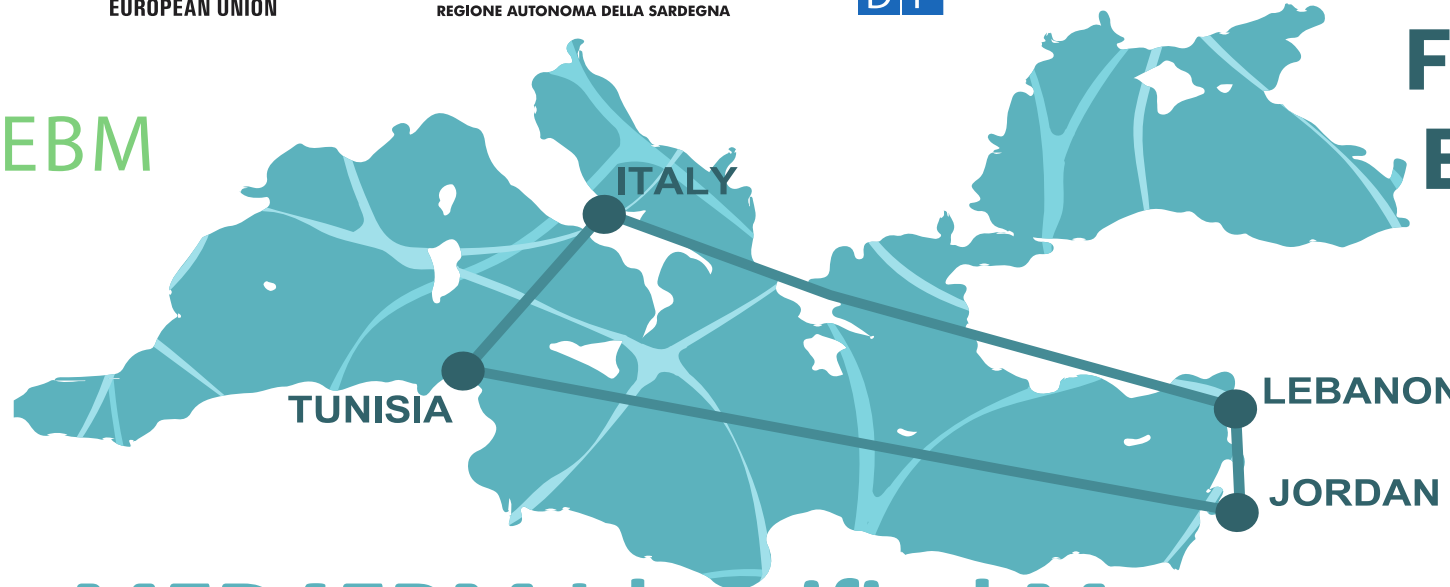 EUROPEAN UNION
REGIONE AUTONOMA DELLA SARDEGNA
EBM
ITALY
TUNISIA
LEBANON
JORDAN